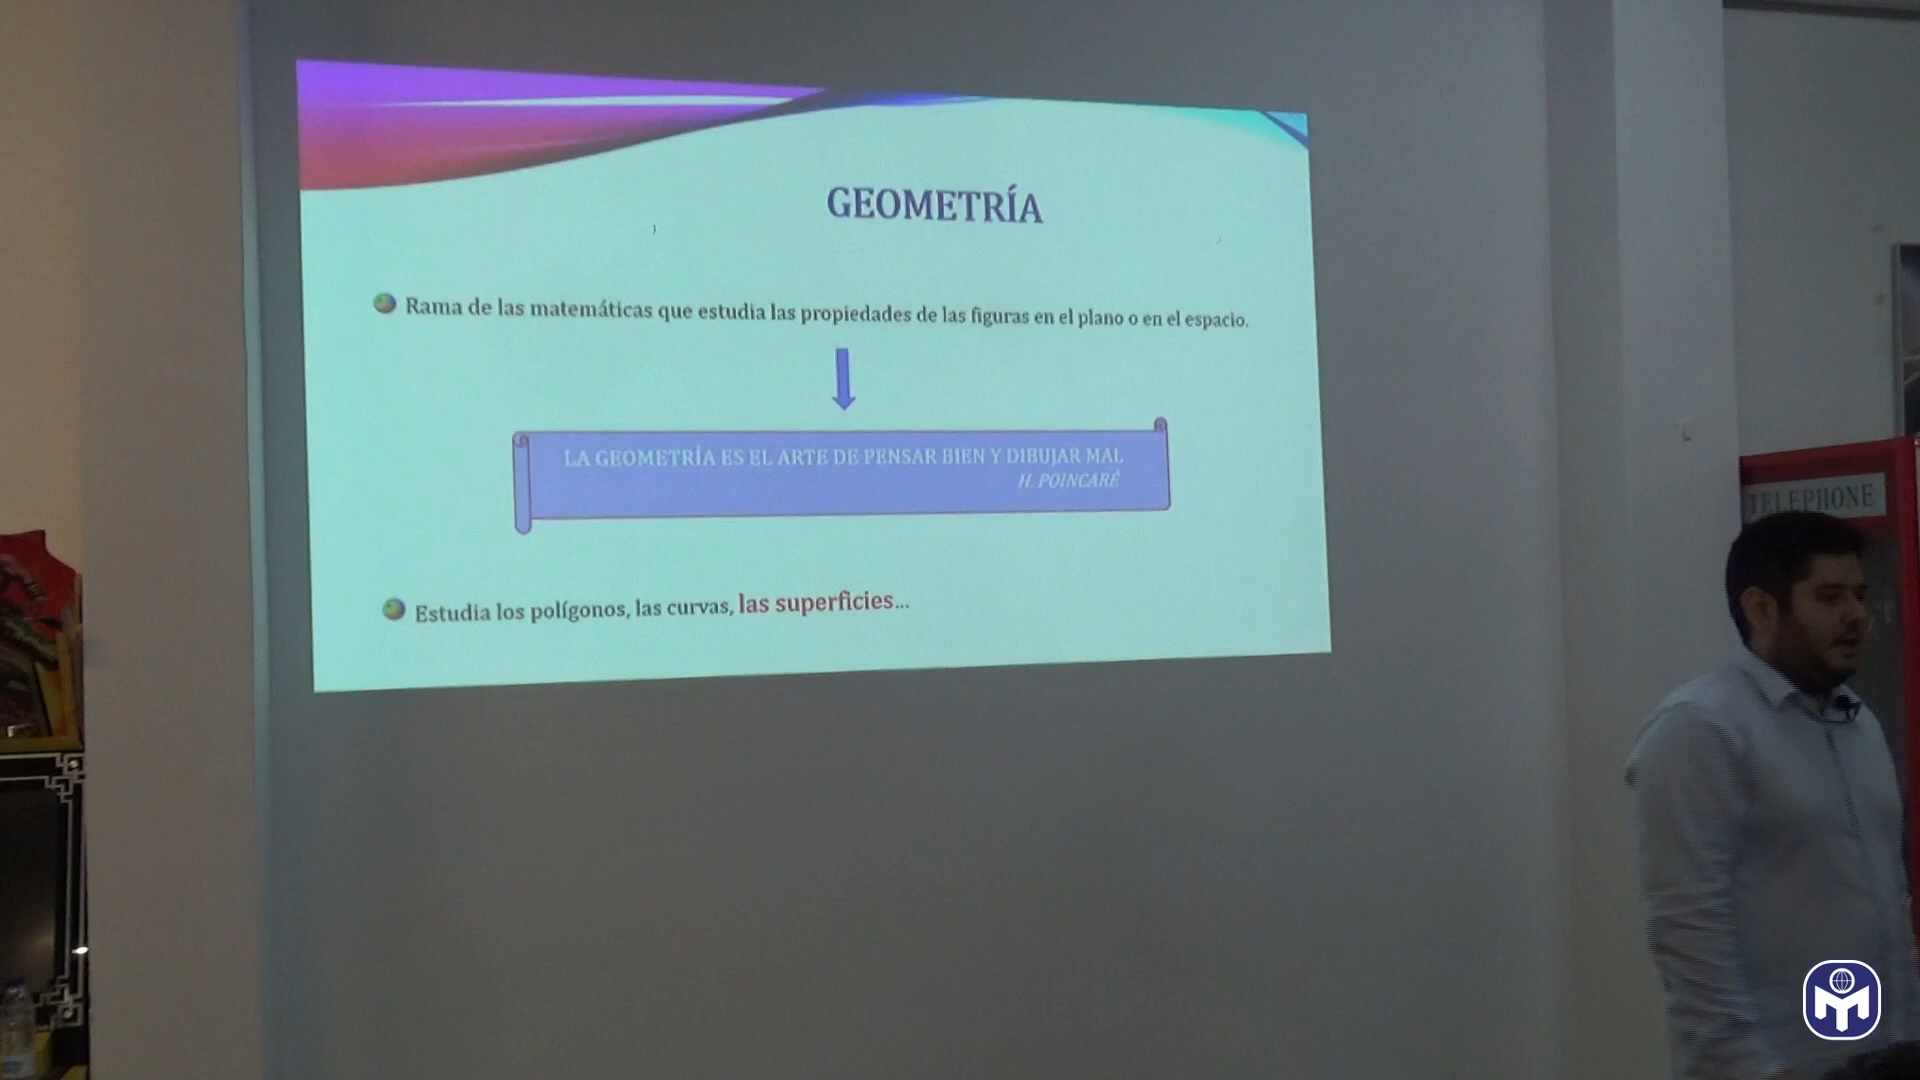 GEOMETRÍA
Rama de las matemáticas que estudia las propiedades de las figuras en el plano o en el espacio.
LA GEOMETRÍA ES EL ARTE DE PENSAR BIEN Y DIBUJAR MAL
H. POINCARÉ
Estudia los polígonos, las curvas, las superficies...
TELEPHONE